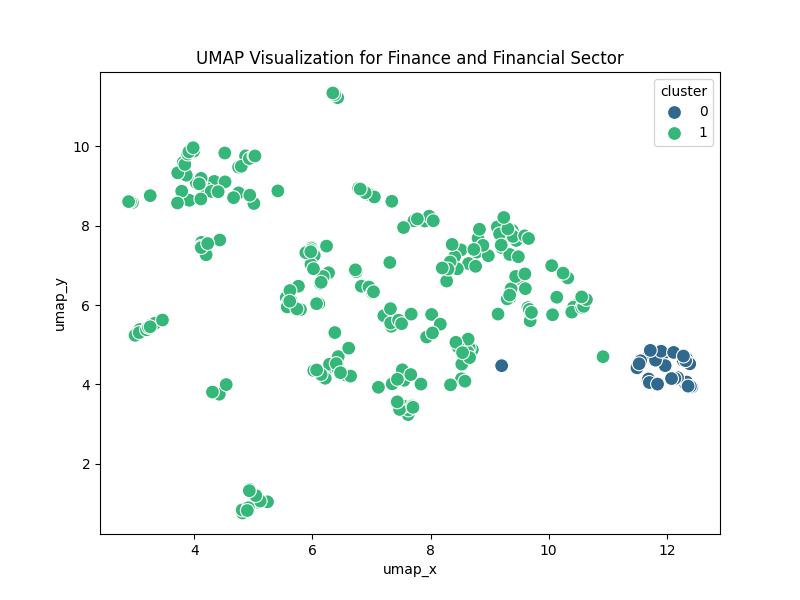 UMAP Visualization for Finance and Financial Sector
cluster
0
1
10
8
6
4
2
umap_y
4 6 8 10 12
umap_x